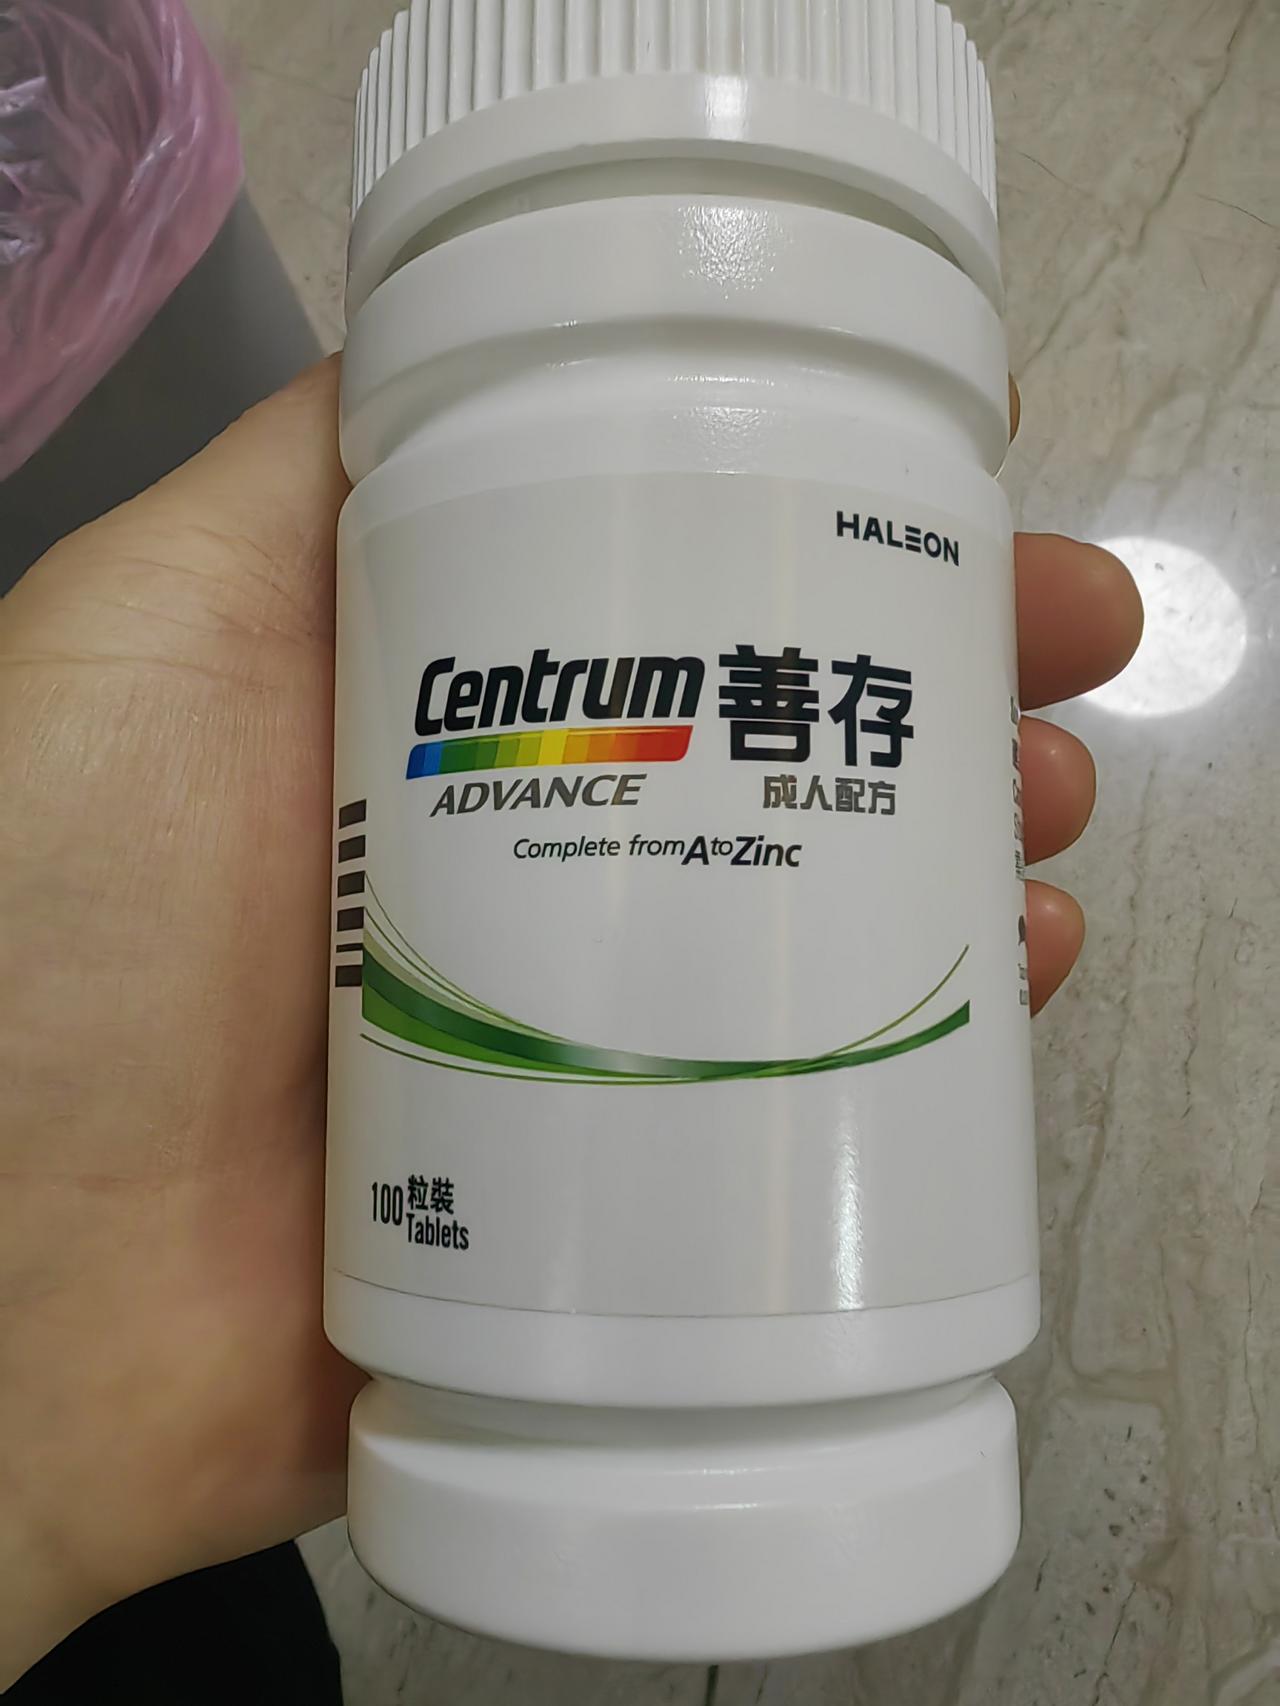 HALEON
Centrum 善存
ADVANCE 成人配方
Complete from A to Zinc
100 粒裝
Tablets